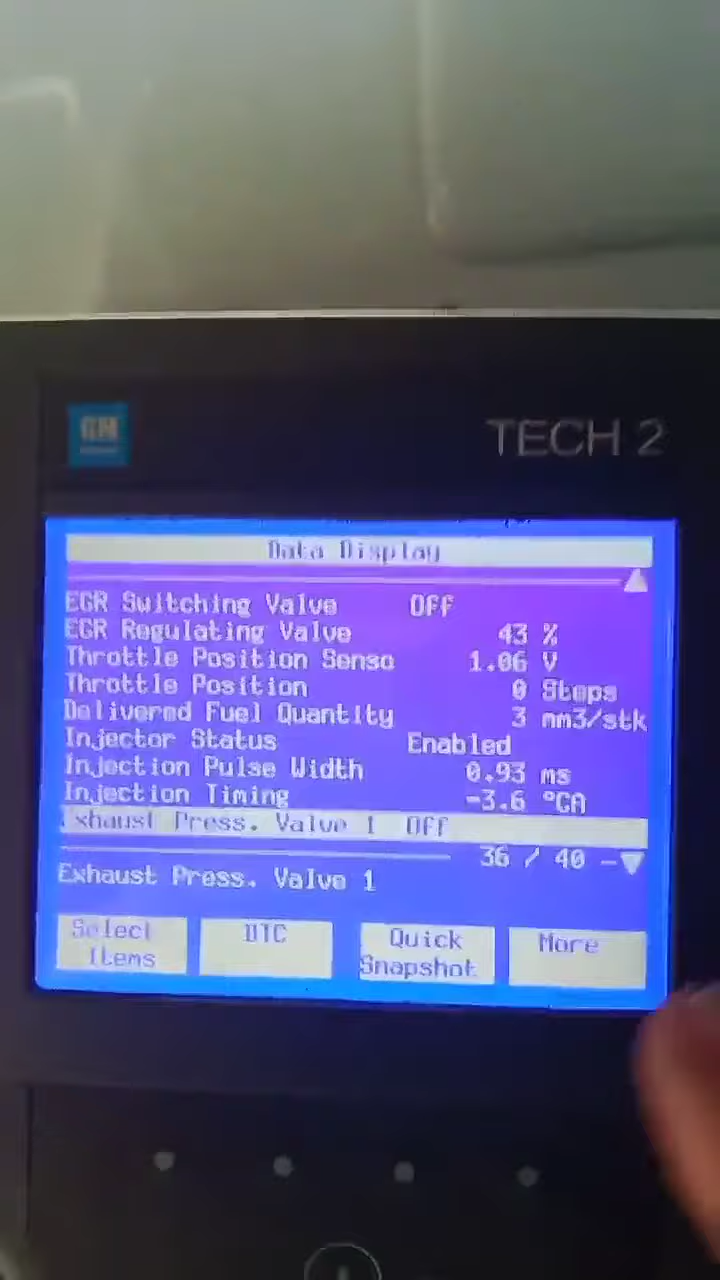 GM
TECH 2
Data Display
EGR Switching Valve Off
EGR Regulating Valve 43 %
Throttle Position Senso 1.06 V
Throttle Position 0 Steps
Delivered Fuel Quantity 3 mm3/stk
Injector Status Enabled
Injection Pulse Width 0.93 ms
Injection Timing -3.6 °CA
Exhaust Press. Valve 1 Off
36 / 40
Exhaust Press. Valve 1
Select Items
DTC
Quick Snapshot
More